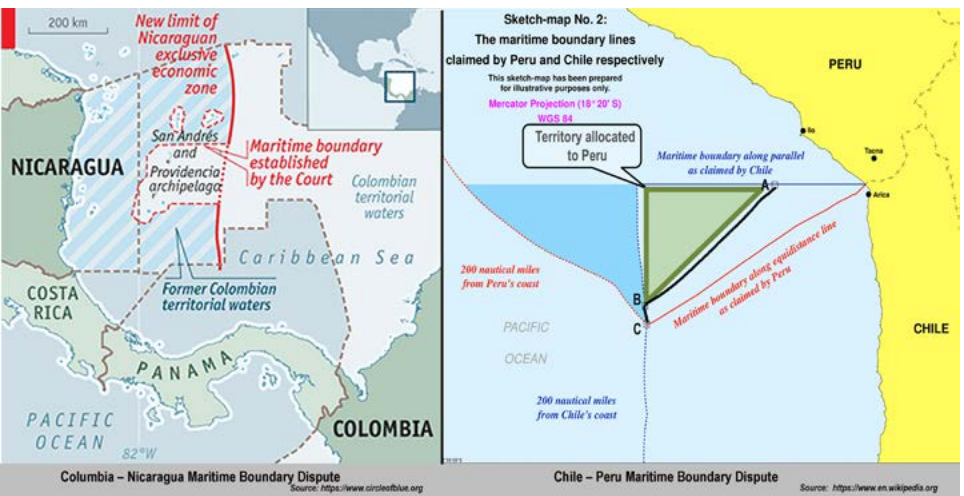 200 km
New limit of
Nicaraguan
exclusive
economic
zone
San Andrés
and
Providencia
archipelago
Maritime boundary
established
by the Court
NICARAGUA
Colombian
territorial
waters
Caribbean Sea
Former Colombian
territorial waters
COSTA
RICA
PANAMA
PACIFIC
OCEAN
82°W
COLOMBIA
Columbia – Nicaragua Maritime Boundary Dispute
Source: https://www.circleofblue.org
Sketch-map No. 2:
The maritime boundary lines
claimed by Peru and Chile respectively
This sketch-map has been prepared
for illustrative purposes only.
Mercator Projection (18° 20' S)
WGS 84
Territory allocated
to Peru
PERU
Ilo
Tacna
Arica
Maritime boundary along parallel
as claimed by Chile
A
Maritime boundary along equidistance line
as claimed by Peru
200 nautical miles
from Peru's coast
B
C
PACIFIC
OCEAN
CHILE
200 nautical miles
from Chile's coast
Chile – Peru Maritime Boundary Dispute
Source: https://www.en.wikipedia.org